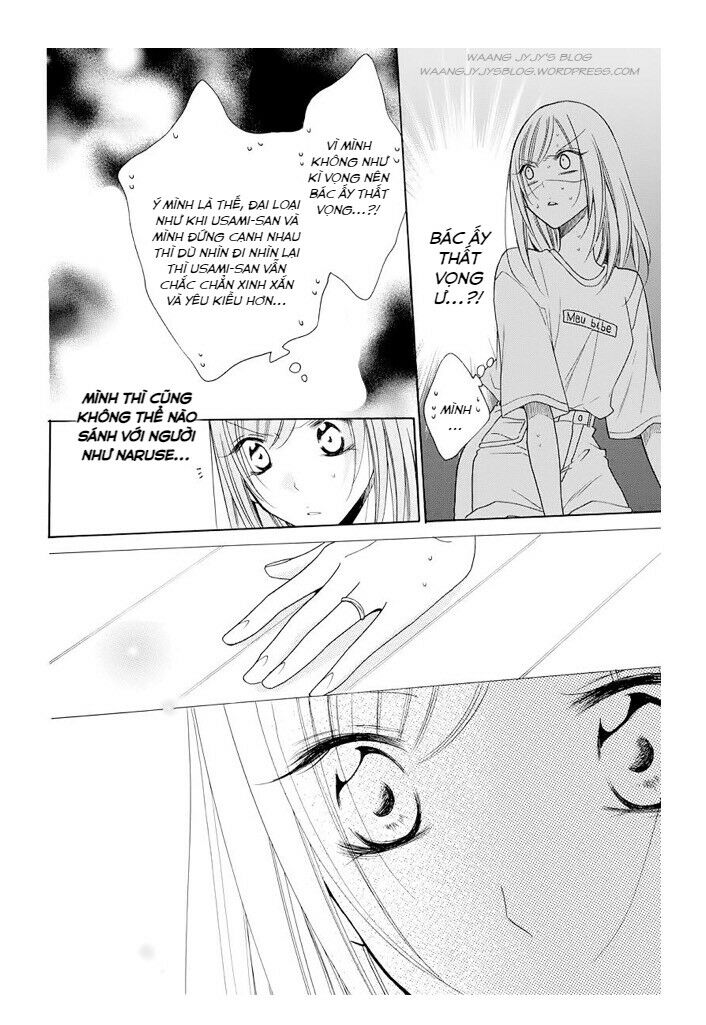 WAANG JYJY'S BLOG
WAANGJYJYSBLOG.WORDPRESS.COM
BÁC ẤY
THẤT
VỌNG
Ư...?!
Meu bebe
MÌNH
...
VÌ MÌNH
KHÔNG NHƯ
KÌ VỌNG NÊN
BÁC ẤY THẤT
VỌNG...?!
Ý MÌNH LÀ THẾ, ĐẠI LOẠI
NHƯ KHI USAMI-SAN VÀ
MÌNH ĐỨNG CẠNH NHAU
THÌ DÙ NHÌN ĐI NHÌN LẠI
THÌ USAMI-SAN VẪN
CHẮC CHẮN XINH XẮN
VÀ YÊU KIỀU HƠN...
MÌNH THÌ CŨNG
KHÔNG THỂ NÀO
SÁNH VỚI NGƯỜI
NHƯ NARUSE...